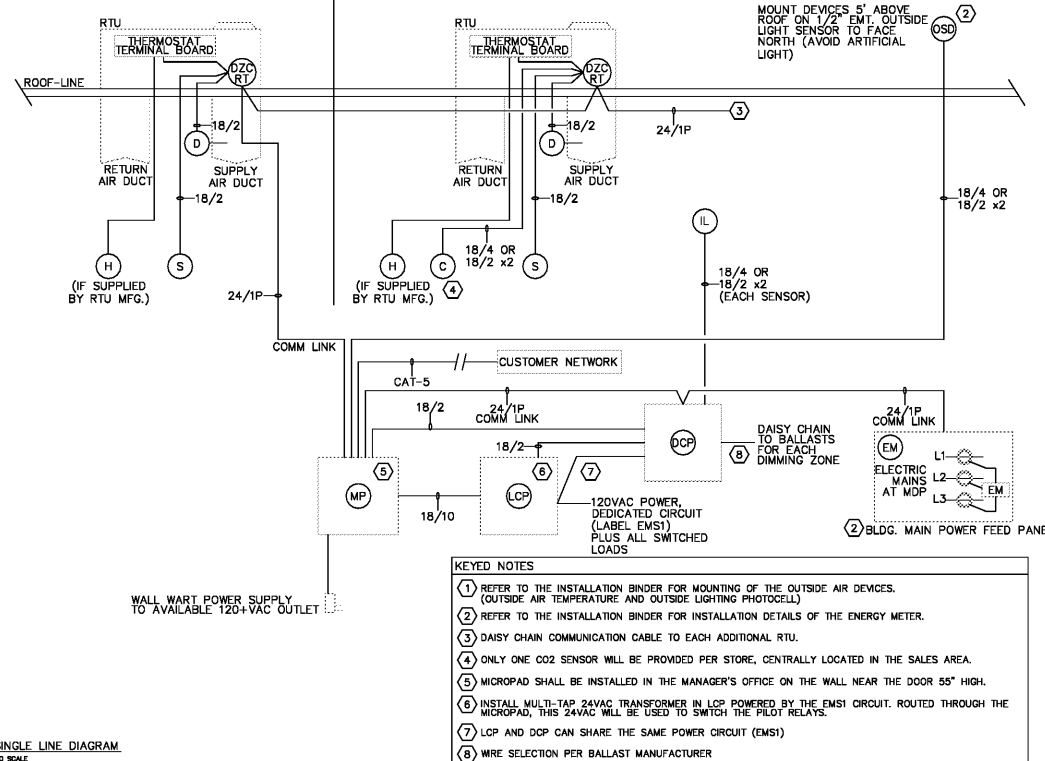 RTU
THERMOSTAT
TERMINAL BOARD
DZC
RT
ROOF-LINE
18/2
D
RETURN
AIR DUCT
SUPPLY
AIR DUCT
18/2
H
S
(IF SUPPLIED
BY RTU MFG.)
24/1P
COMM LINK
RTU
THERMOSTAT
TERMINAL BOARD
DZC
RT
18/2
D
24/1P
3
RETURN
AIR DUCT
SUPPLY
AIR DUCT
18/2
18/4 OR
18/2 x2
H
C
S
(IF SUPPLIED
BY RTU MFG.)
4
MOUNT DEVICES 5' ABOVE
ROOF ON 1/2" EMT. OUTSIDE
LIGHT SENSOR TO FACE
NORTH (AVOID ARTIFICIAL
LIGHT)
OSD
2
18/4 OR
18/2 x2
IL
18/4 OR
18/2 x2
(EACH SENSOR)
CUSTOMER NETWORK
CAT-5
18/2
24/1P
COMM LINK
24/1P
COMM LINK
18/2
DCP
8
DAISY CHAIN
TO BALLASTS
FOR EACH
DIMMING ZONE
EM
ELECTRIC
MAINS
AT MDP
L1
L2
L3
EM
2
BLDG. MAIN POWER FEED PANE
5
MP
18/10
6
LCP
7
120VAC POWER,
DEDICATED CIRCUIT
(LABEL EMS1)
PLUS ALL SWITCHED
LOADS
WALL WART POWER SUPPLY
TO AVAILABLE 120+VAC OUTLET
KEYED NOTES
1 REFER TO THE INSTALLATION BINDER FOR MOUNTING OF THE OUTSIDE AIR DEVICES.
(OUTSIDE AIR TEMPERATURE AND OUTSIDE LIGHTING PHOTOCELL)
2 REFER TO THE INSTALLATION BINDER FOR INSTALLATION DETAILS OF THE ENERGY METER.
3 DAISY CHAIN COMMUNICATION CABLE TO EACH ADDITIONAL RTU.
4 ONLY ONE CO2 SENSOR WILL BE PROVIDED PER STORE, CENTRALLY LOCATED IN THE SALES AREA.
5 MICROPAD SHALL BE INSTALLED IN THE MANAGER'S OFFICE ON THE WALL NEAR THE DOOR 55" HIGH.
6 INSTALL MULTI-TAP 24VAC TRANSFORMER IN LCP POWERED BY THE EMS1 CIRCUIT. ROUTED THROUGH THE
MICROPAD, THIS 24VAC WILL BE USED TO SWITCH THE PILOT RELAYS.
7 LCP AND DCP CAN SHARE THE SAME POWER CIRCUIT (EMS1)
8 WIRE SELECTION PER BALLAST MANUFACTURER
SINGLE LINE DIAGRAM
SCALE